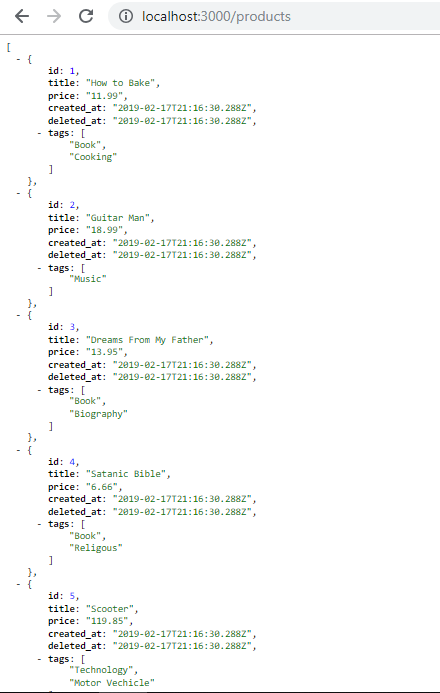 localhost:3000/products
[
- {
id: 1,
title: "How to Bake",
price: "11.99",
created_at: "2019-02-17T21:16:30.288Z",
deleted_at: "2019-02-17T21:16:30.288Z",
- tags: [
"Book",
"Cooking"
]
},
- {
id: 2,
title: "Guitar Man",
price: "18.99",
created_at: "2019-02-17T21:16:30.288Z",
deleted_at: "2019-02-17T21:16:30.288Z",
- tags: [
"Music"
]
},
- {
id: 3,
title: "Dreams From My Father",
price: "13.95",
created_at: "2019-02-17T21:16:30.288Z",
deleted_at: "2019-02-17T21:16:30.288Z",
- tags: [
"Book",
"Biography"
]
},
- {
id: 4,
title: "Satanic Bible",
price: "6.66",
created_at: "2019-02-17T21:16:30.288Z",
deleted_at: "2019-02-17T21:16:30.288Z",
- tags: [
"Book",
"Religous"
]
},
- {
id: 5,
title: "Scooter",
price: "119.85",
created_at: "2019-02-17T21:16:30.288Z",
deleted_at: "2019-02-17T21:16:30.288Z",
- tags: [
"Technology",
"Motor Vechicle"